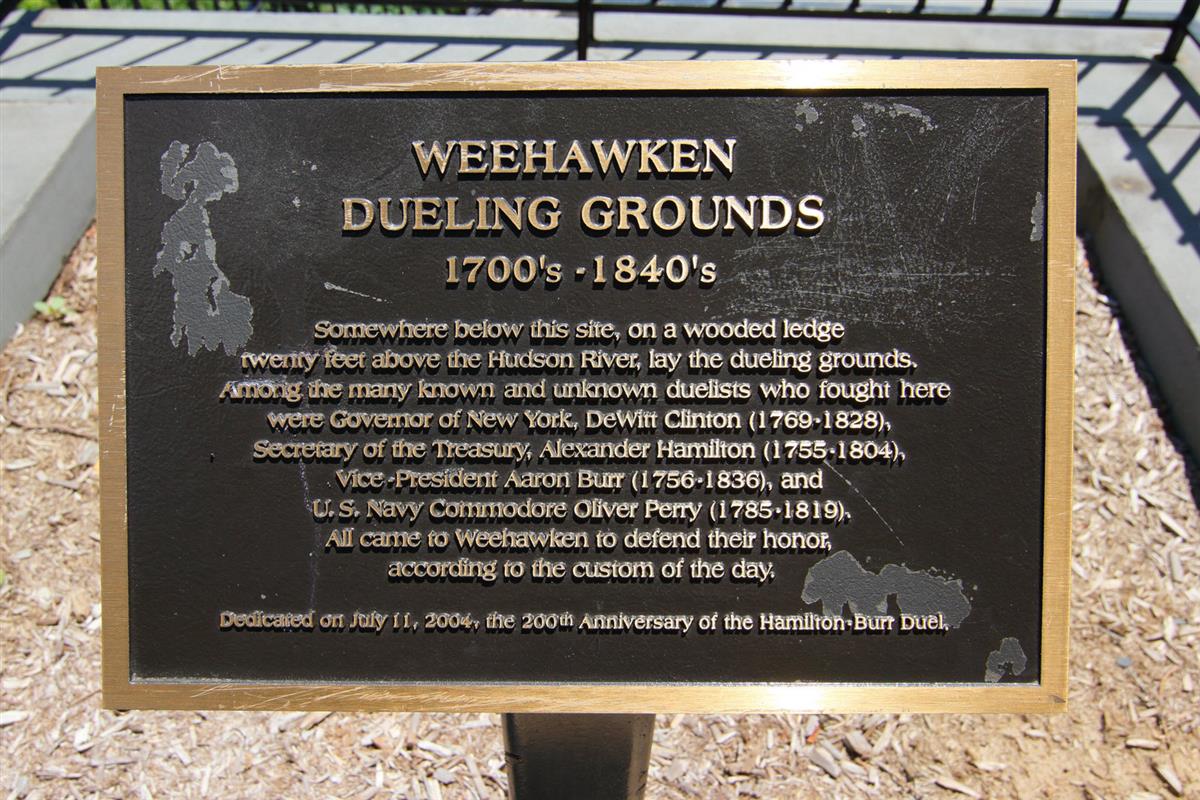 WEEHAWKEN
DUELING GROUNDS
1700's - 1840's
Somewhere below this site, on a wooded ledge
twenty feet above the Hudson River, lay the dueling grounds.
Among the many known and unknown duelists who fought here
were Governor of New York, DeWitt Clinton (1769-1828),
Secretary of the Treasury, Alexander Hamilton (1755-1804),
Vice-President Aaron Burr (1756-1836), and
U. S. Navy Commodore Oliver Perry (1785-1819).
All came to Weehawken to defend their honor,
according to the custom of the day.
Dedicated on July 11, 2004, the 200th Anniversary of the Hamilton-Burr Duel.